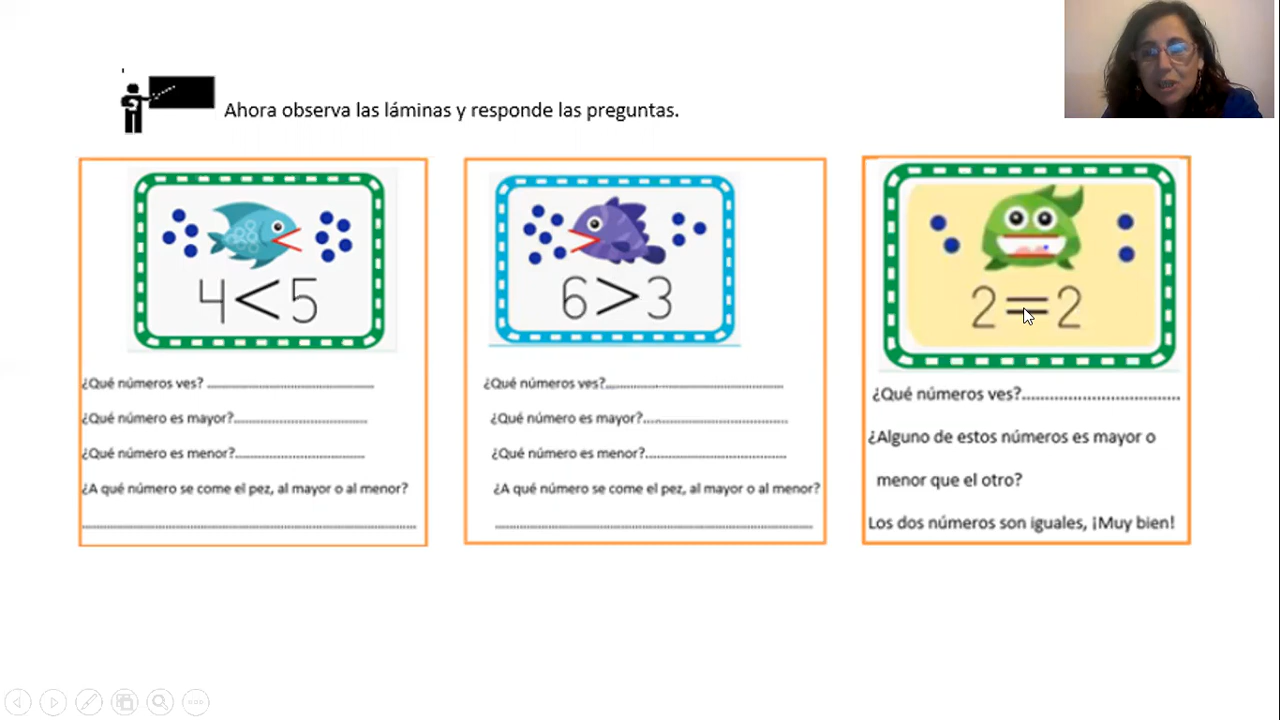 Ahora observa las láminas y responde las preguntas.
4<5
¿Qué números ves? ........................................
¿Qué número es mayor?................................
¿Qué número es menor?...............................
¿A qué número se come el pez, al mayor o al menor?
................................................................................
6>3
¿Qué números ves?..........................................
¿Qué número es mayor?...................................
¿Qué número es menor?..................................
¿A qué número se come el pez, al mayor o al menor?
............................................................................
2=2
¿Qué números ves?.................................
¿Alguno de estos números es mayor o
menor que el otro?
Los dos números son iguales, ¡Muy bien!